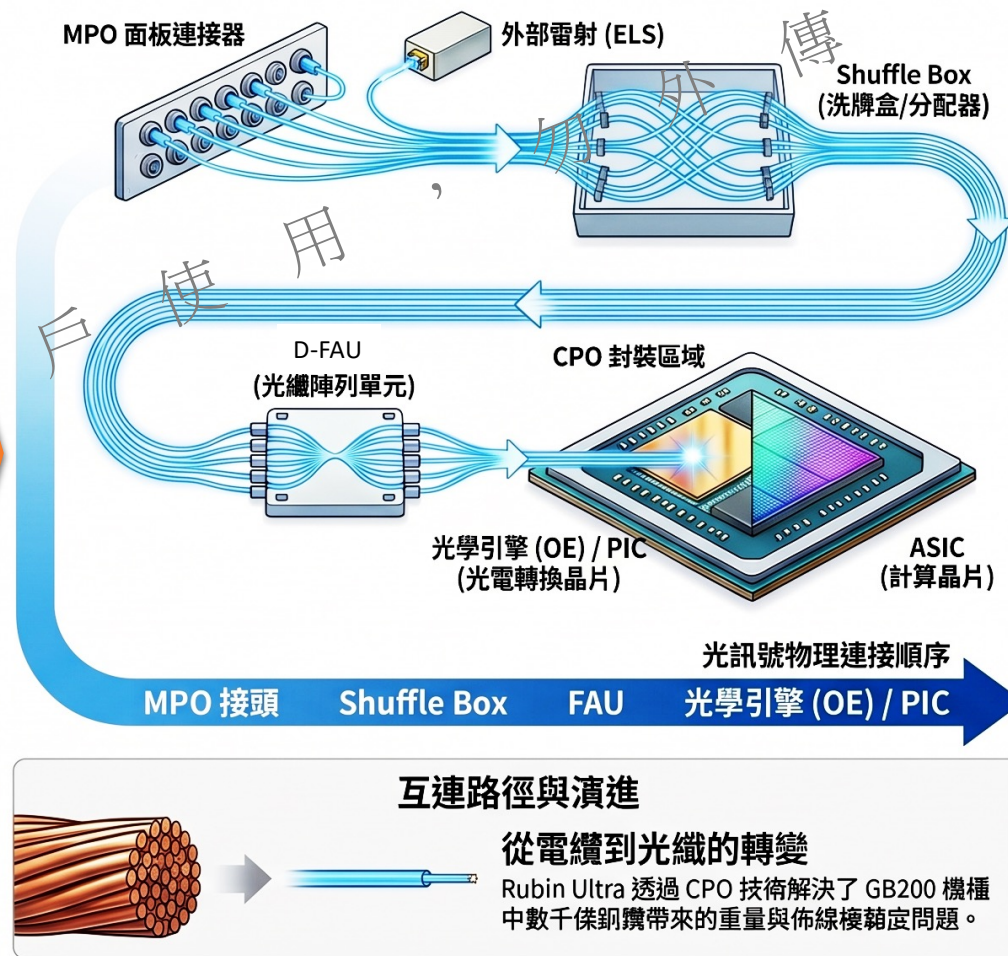 MPO 面板連接器
外部雷射 (ELS)
Shuffle Box
(洗牌盒/分配器)
戶使用，勿外傳
D-FAU
(光纖陣列單元)
CPO 封裝區域
光學引擎 (OE) / PIC
(光電轉換晶片)
ASIC
(計算晶片)
光訊號物理連接順序
MPO 接頭 Shuffle Box FAU 光學引擎 (OE) / PIC
互連路徑與演進
從電纜到光纖的轉變
Rubin Ultra 透過 CPO 技術解決了 GB200 機櫃
中數千條銅纜帶來的重量與佈線問題。